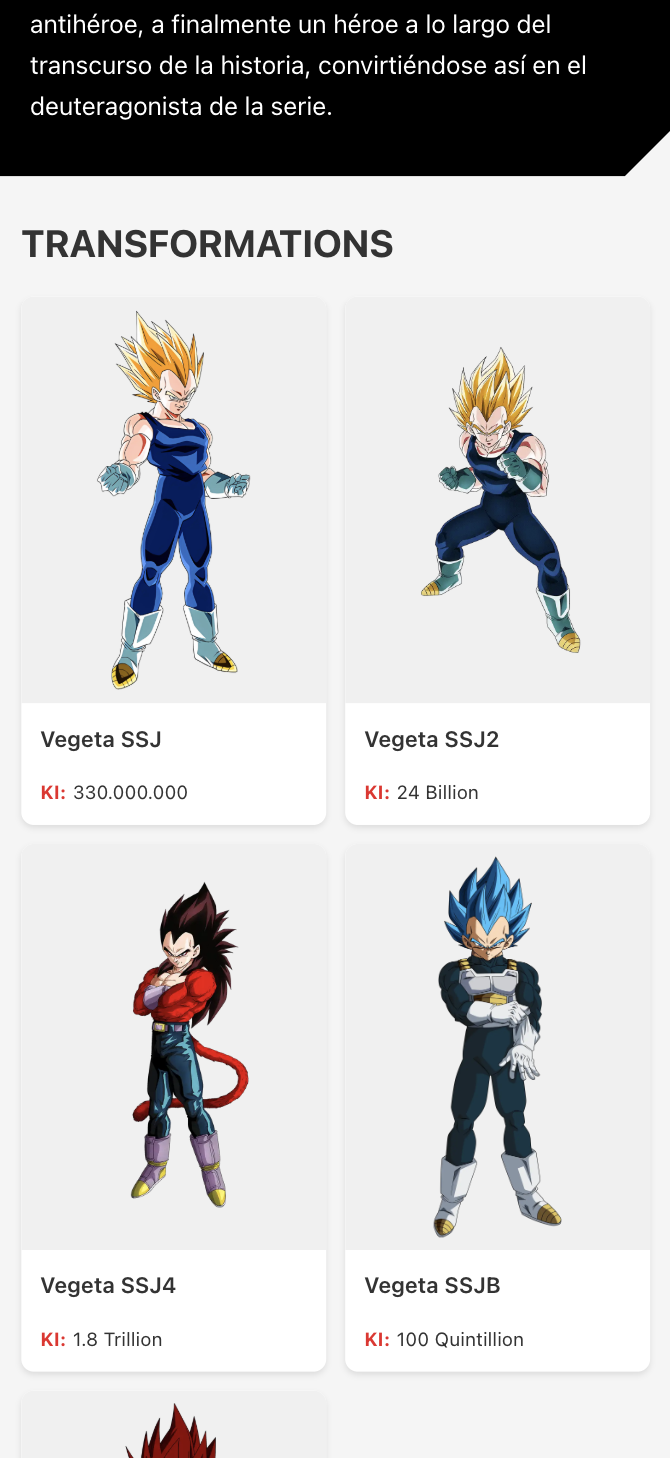 antihéroe, a finalmente un héroe a lo largo del
transcurso de la historia, convirtiéndose así en el
deuteragonista de la serie.
TRANSFORMATIONS
Vegeta SSJ
KI: 330.000.000
Vegeta SSJ2
KI: 24 Billion
Vegeta SSJ4
KI: 1.8 Trillion
Vegeta SSJB
KI: 100 Quintillion